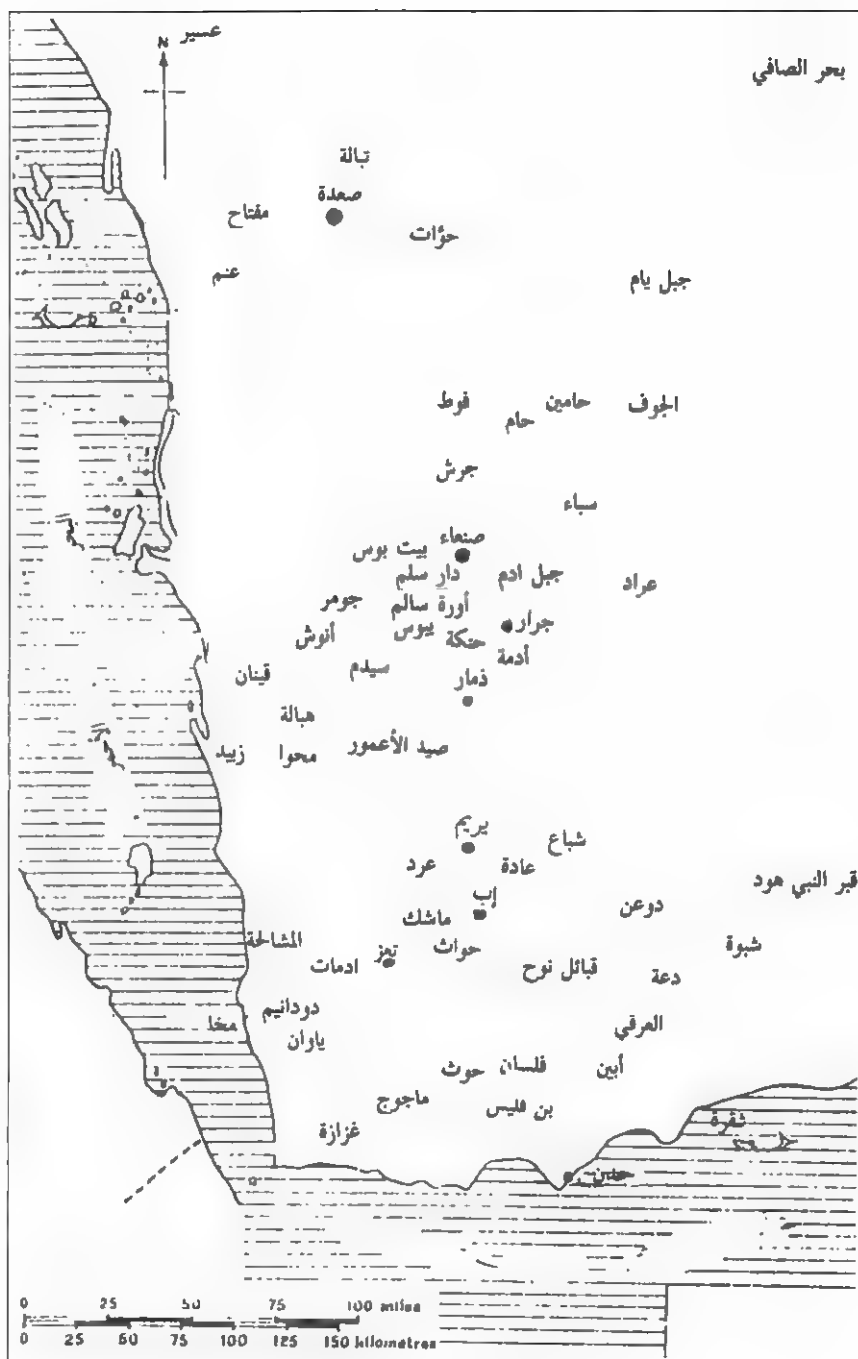 عسير
N
بحر الصافي
تبالة
صعدة
مفتاح
حؤات
عنم
جبل يام
فوط
حامين
الجوف
حام
جرش
سباء
صنعاء
بيت بوس
دار سلم
جبل ادم
عراد
جومر
أورة سالم
جرار
أنوش
يبوس
حنكة
أدمة
سيدم
قينان
ذمار
هبالة
زبيد
محوا
صيد الأعمور
يريم
شباع
عرد
عادة
قبر النبي هود
إب
دوعن
ماشك
المشالحة
حواث
شبوة
تعز
ادمات
قبائل نوح
دعة
دودانيم
مخا
العرقي
ياوان
حوث
فلسان
أبين
ماجوج
بن فليس
شقرة
غزازة
0 25 50 75 100 miles
0 25 50 75 100 125 150 kilometres